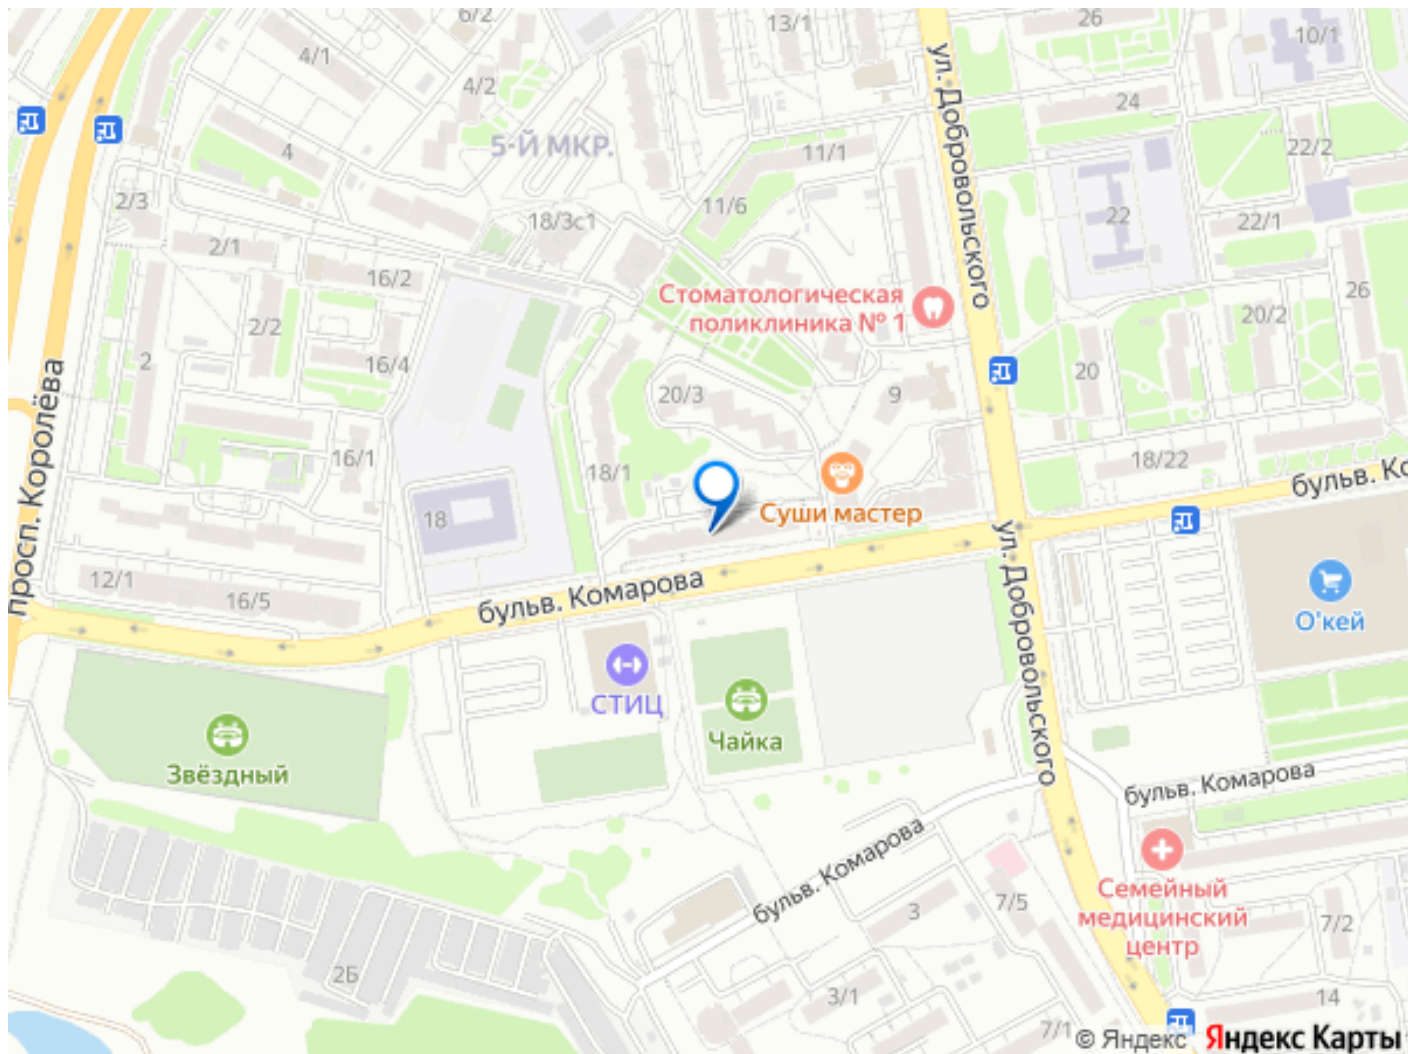 6/2
13/1
26
10/1
4/1
4/2
24
ул. Добровольского
5-Й МКР.
4
11/1
22/2
2/3
11/6
18/3с1
22
22/1
2/1
16/2
Стоматологическая
поликлиника № 1
26
2/2
20/2
2
16/4
20/3
9
20
просп. Королёва
16/1
18/1
18/22
бульв. Ко
18
Суши мастер
ул. Добровольского
12/1
16/5
бульв. Комарова
О'кей
СТИЦ
Чайка
Звёздный
бульв. Комарова
бульв. Комарова
Семейный
медицинский
центр
3
7/5
7/2
2Б
3/1
14
7/1
© Яндекс Яндекс Карты